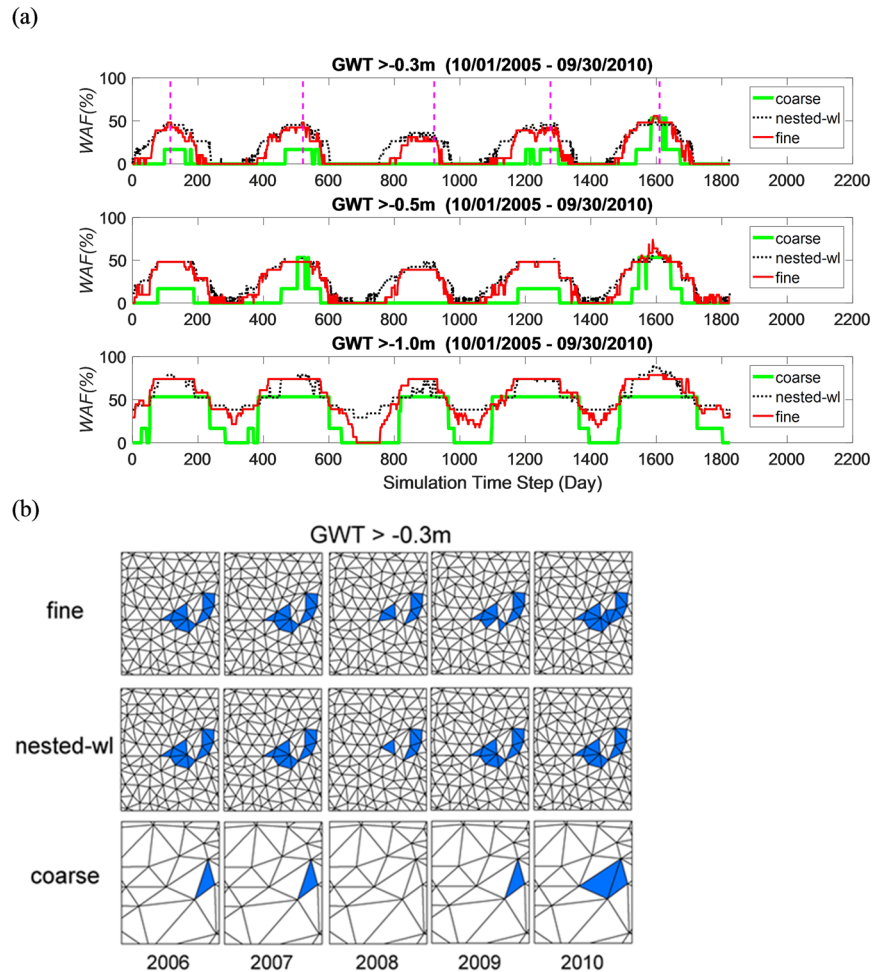 (a)
GWT >-0.3m (10/01/2005 - 09/30/2010)
WAF(%)
100
50
0
coarse
nested-wl
fine
0 200 400 600 800 1000 1200 1400 1600 1800 2000 2200
GWT >-0.5m (10/01/2005 - 09/30/2010)
WAF(%)
100
50
0
coarse
nested-wl
fine
0 200 400 600 800 1000 1200 1400 1600 1800 2000 2200
GWT >-1.0m (10/01/2005 - 09/30/2010)
WAF(%)
100
50
0
coarse
nested-wl
fine
0 200 400 600 800 1000 1200 1400 1600 1800 2000 2200
Simulation Time Step (Day)
(b)
GWT > -0.3m
fine
nested-wl
coarse
2006 2007 2008 2009 2010